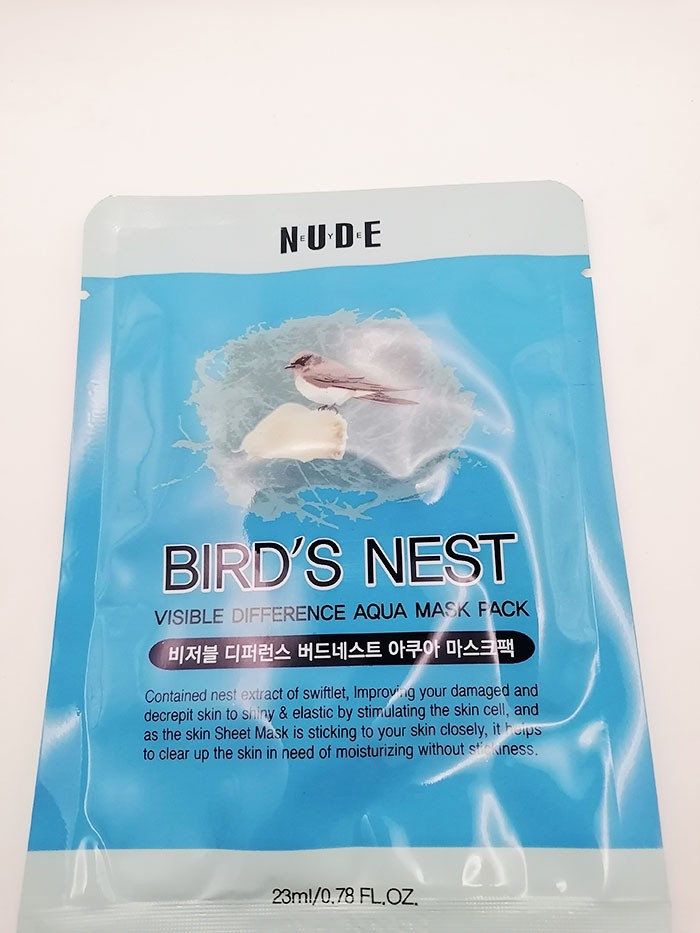 NEUYDEE
BIRD'S NEST
VISIBLE DIFFERENCE AQUA MASK PACK
비저블 디퍼런스 버드네스트 아쿠아 마스크팩
Contained nest extract of swiftlet, Improving your damaged and
decrepit skin to shiny & elastic by stimulating the skin cell, and
as the skin Sheet Mask is sticking to your skin closely, it helps
to clear up the skin in need of moisturizing without stickiness.
23ml/0.78 FL.OZ.